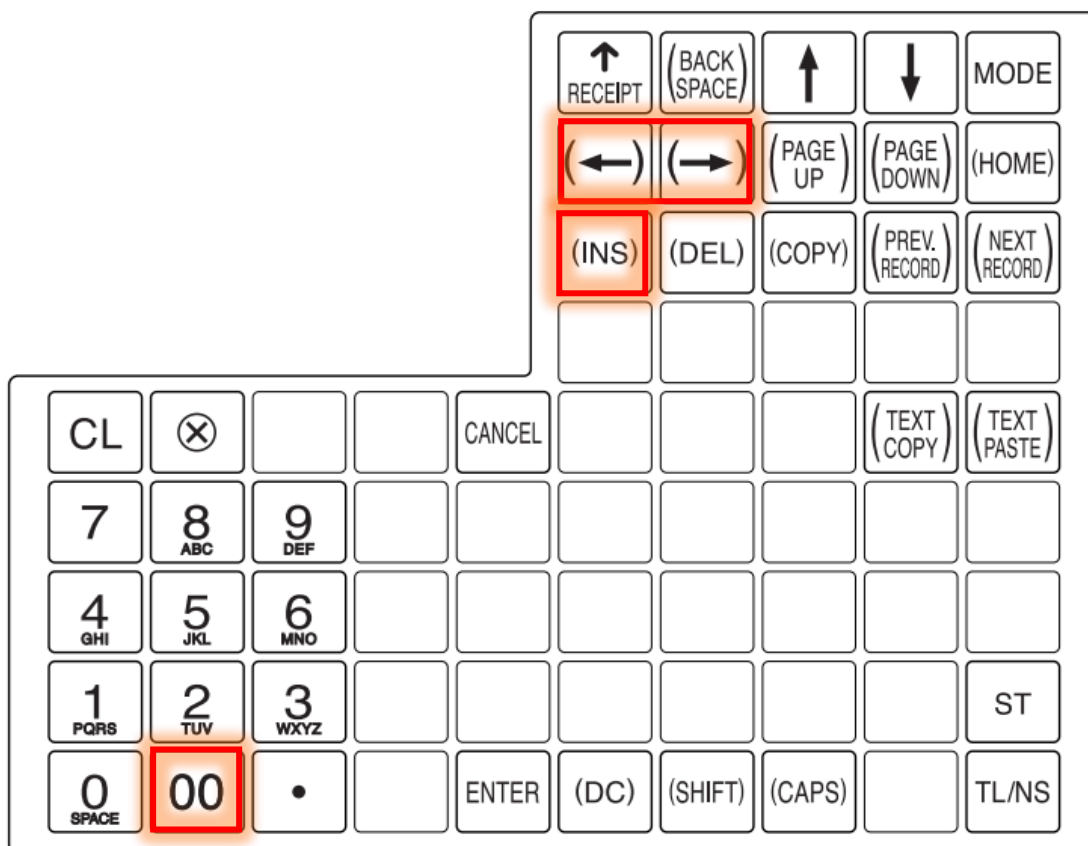 ↑
RECEIPT
(BACK
SPACE)
↑
↓
MODE
(←)
(→)
(PAGE
UP)
(PAGE
DOWN)
(HOME)
(INS)
(DEL)
(COPY)
(PREV.
RECORD)
(NEXT
RECORD)
CL
⊗
CANCEL
(TEXT
COPY)
(TEXT
PASTE)
7
8
ABC
9
DEF
4
GHI
5
JKL
6
MNO
1
PQRS
2
TUV
3
WXYZ
ST
0
SPACE
00
•
ENTER
(DC)
(SHIFT)
(CAPS)
TL/NS